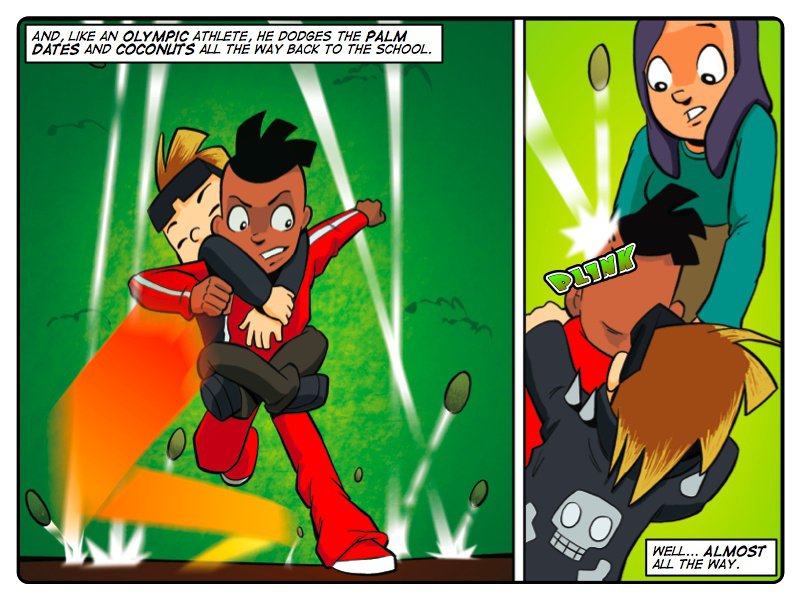 AND, LIKE AN OLYMPIC ATHLETE, HE DODGES THE PALM
DATES AND COCONUTS ALL THE WAY BACK TO THE SCHOOL.
PLINK
WELL... ALMOST
ALL THE WAY.